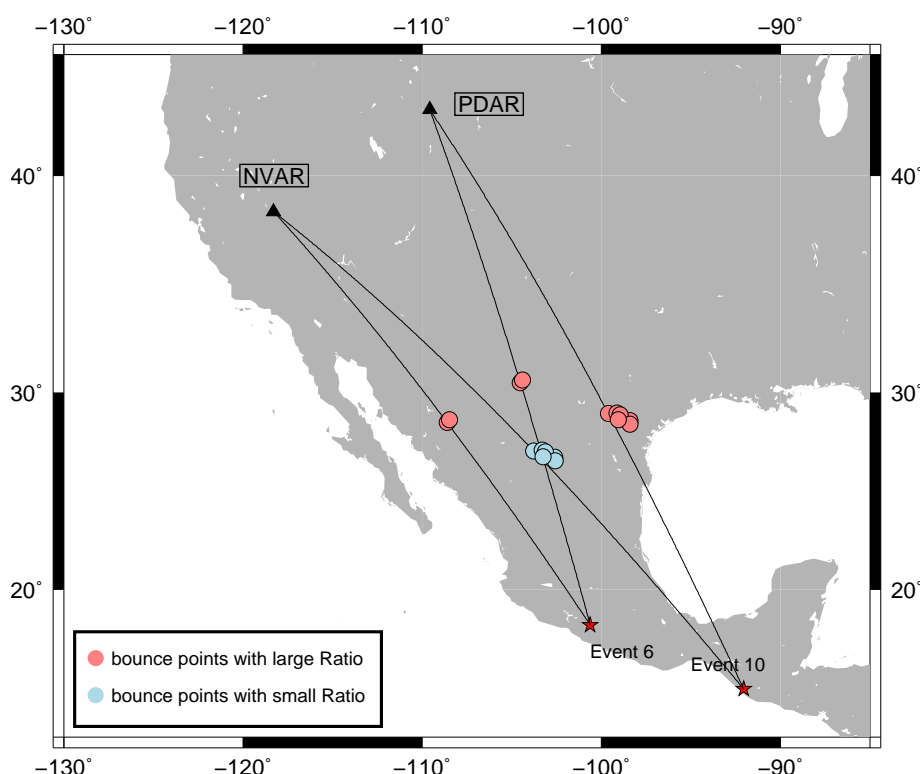 −130˚ −120˚ −110˚ −100˚ −90˚
PDAR
NVAR
40˚ 40˚
30˚ 30˚
20˚ 20˚
Event 6
Event 10
bounce points with large Ratio
bounce points with small Ratio
−130˚ −120˚ −110˚ −100˚ −90˚